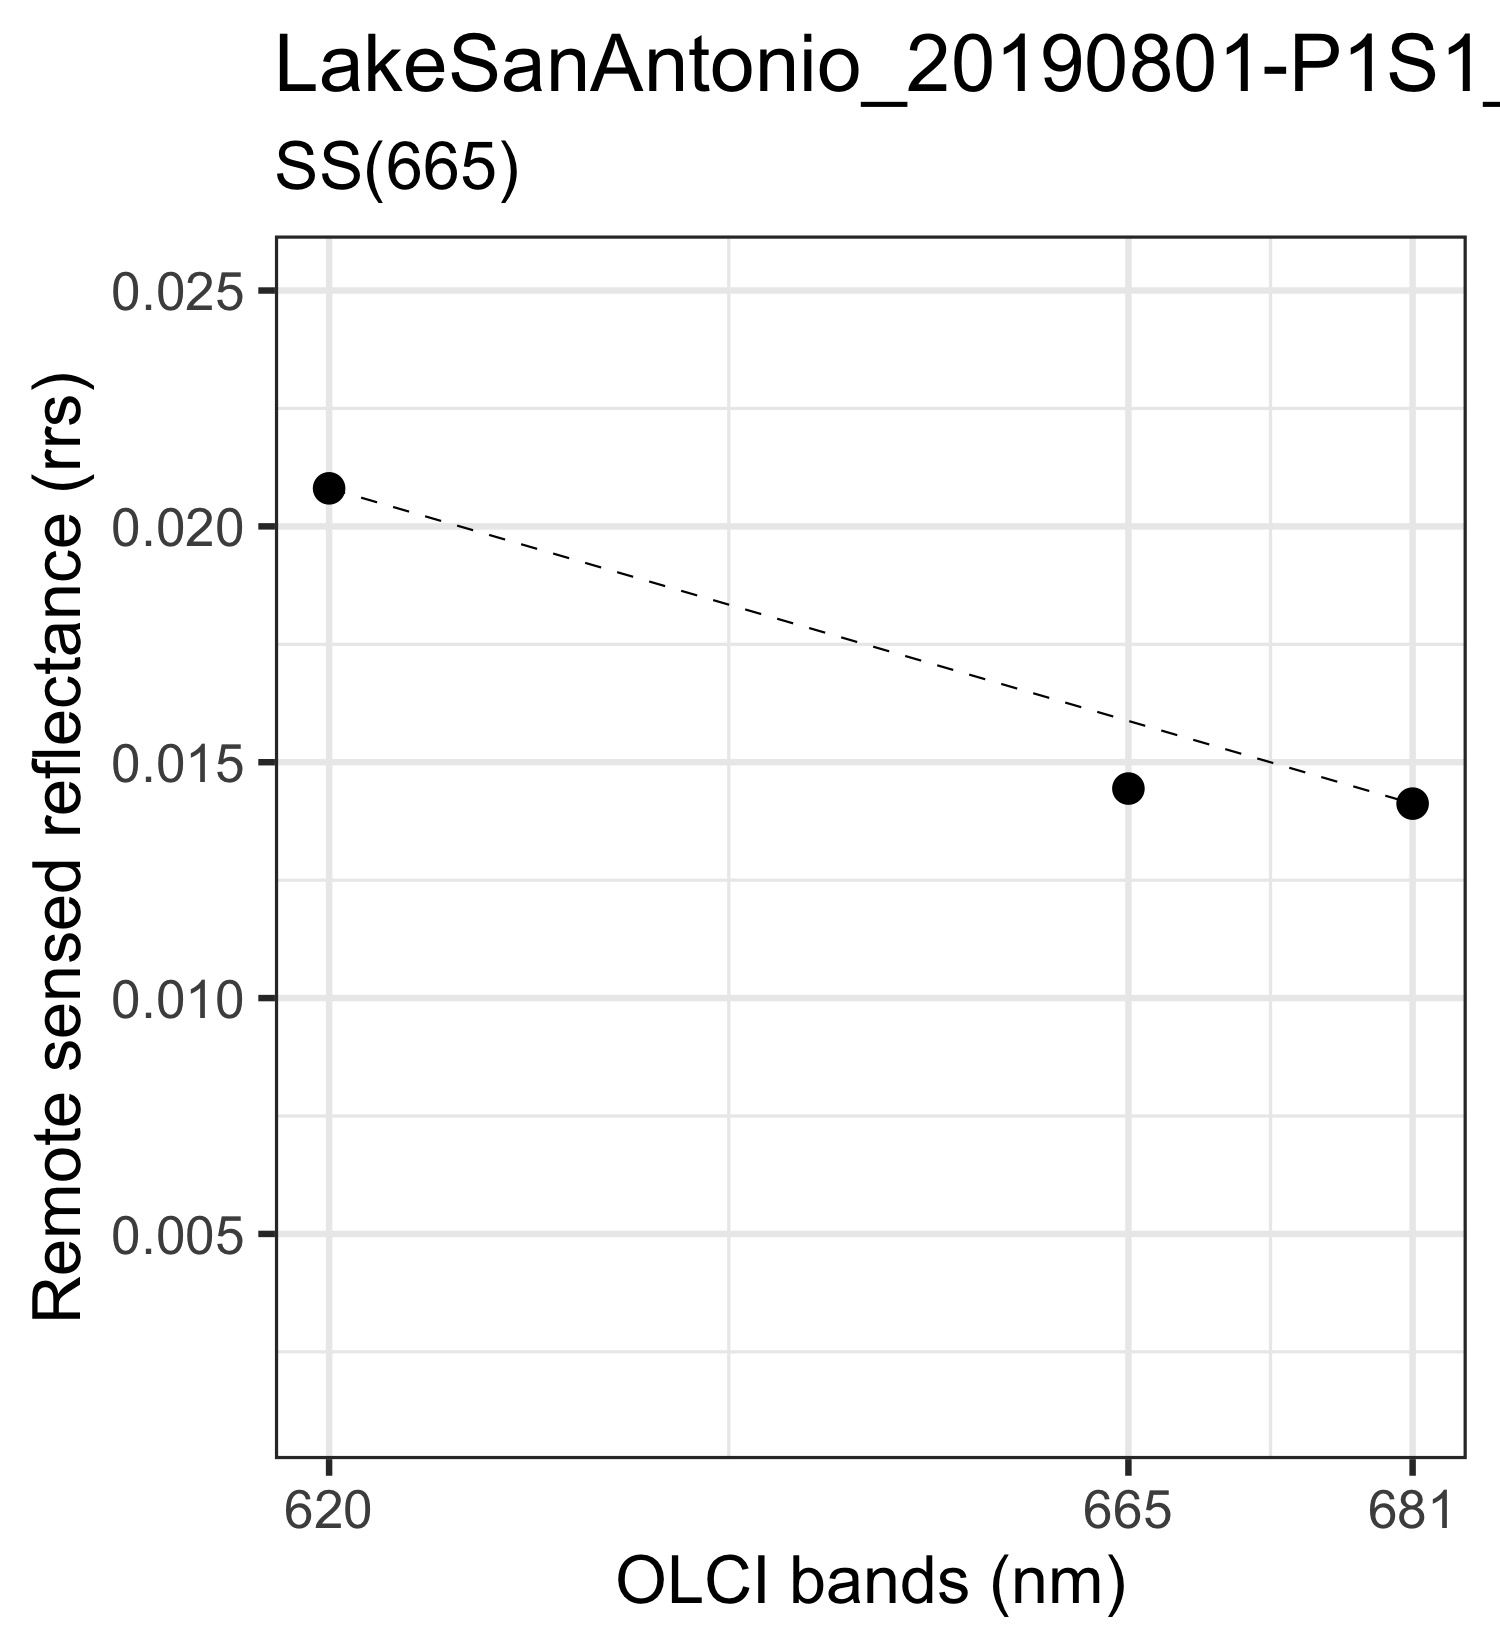 LakeSanAntonio_20190801-P1S1_
SS(665)
Remote sensed reflectance (rrs)
0.025
0.020
0.015
0.010
0.005
620 665 681
OLCI bands (nm)